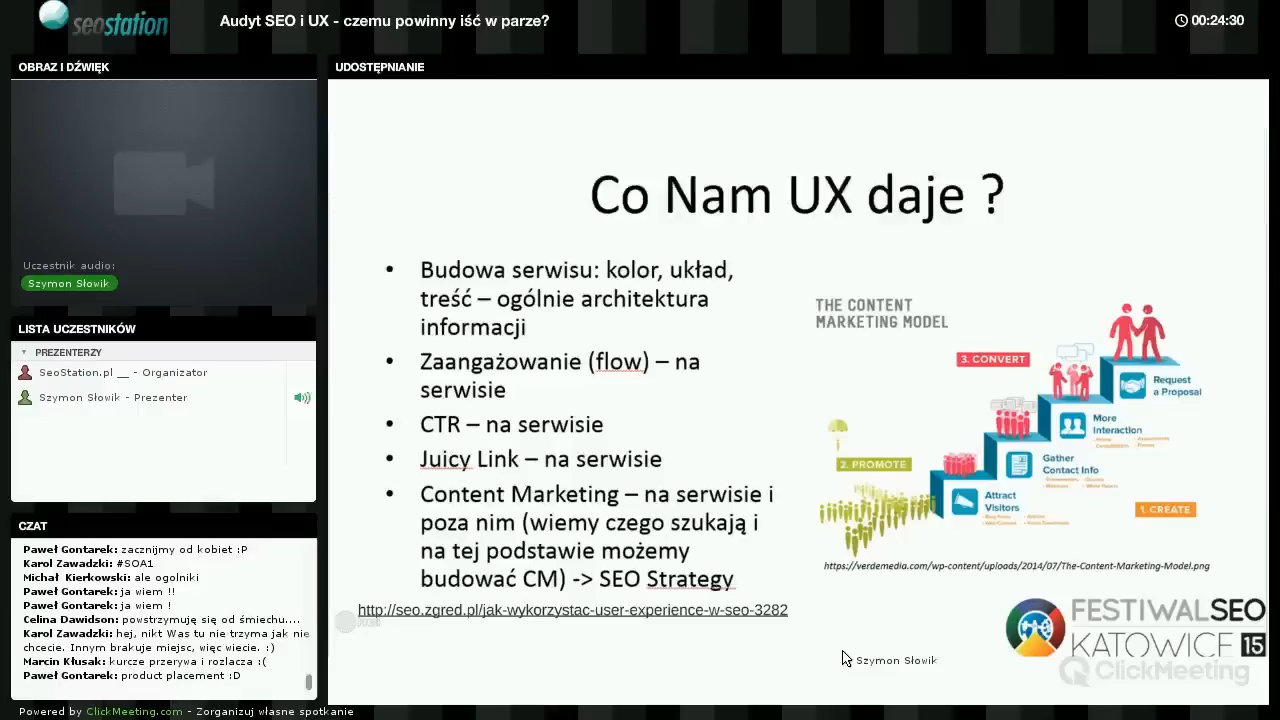 seostation
Audyt SEO i UX - czemu powinny iść w parze?
00:24:30
OBRAZ I DŹWIĘK
Uczestnik audio:
Szymon Słowik
LISTA UCZESTNIKÓW
PREZENTERZY
SeoStation.pl __ - Organizator
Szymon Słowik - Prezenter
CZAT
Paweł Gontarek: zacznijmy od kobiet :P
Karol Zawadzki: #SOA1
Michał Kierkowski: ale ogolniki
Paweł Gontarek: ja wiem !!
Paweł Gontarek: ja wiem !
Celina Dawidson: powstrzymuję się od śmiechu....
Karol Zawadzki: hej, nikt Was tu nie trzyma jak nie
chcecie. Innym brakuje miejsc, więc wiecie. :)
Marcin Kłusak: kurcze przerywa i rozlacza :(
Paweł Gontarek: product placement :D
Powered by ClickMeeting.com - Zorganizuj własne spotkanie
UDOSTĘPNIANIE
Co Nam UX daje ?
• Budowa serwisu: kolor, układ,
treść – ogólnie architektura
informacji
• Zaangażowanie (flow) – na
serwisie
• CTR – na serwisie
• Juicy Link – na serwisie
• Content Marketing – na serwisie i
poza nim (wiemy czego szukają i
na tej podstawie możemy
budować CM) -> SEO Strategy
http://seo.zgred.pl/jak-wykorzystac-user-experience-w-seo-3282
THE CONTENT
MARKETING MODEL
3. CONVERT
Request
a Proposal
More
Interaction
2. PROMOTE
Gather
Contact Info
Attract
Visitors
1. CREATE
https://verdemedia.com/wp-content/uploads/2014/07/The-Content-Marketing-Model.png
FESTIWALSEO
KATOWICE 15
Szymon Słowik
ClickMeeting